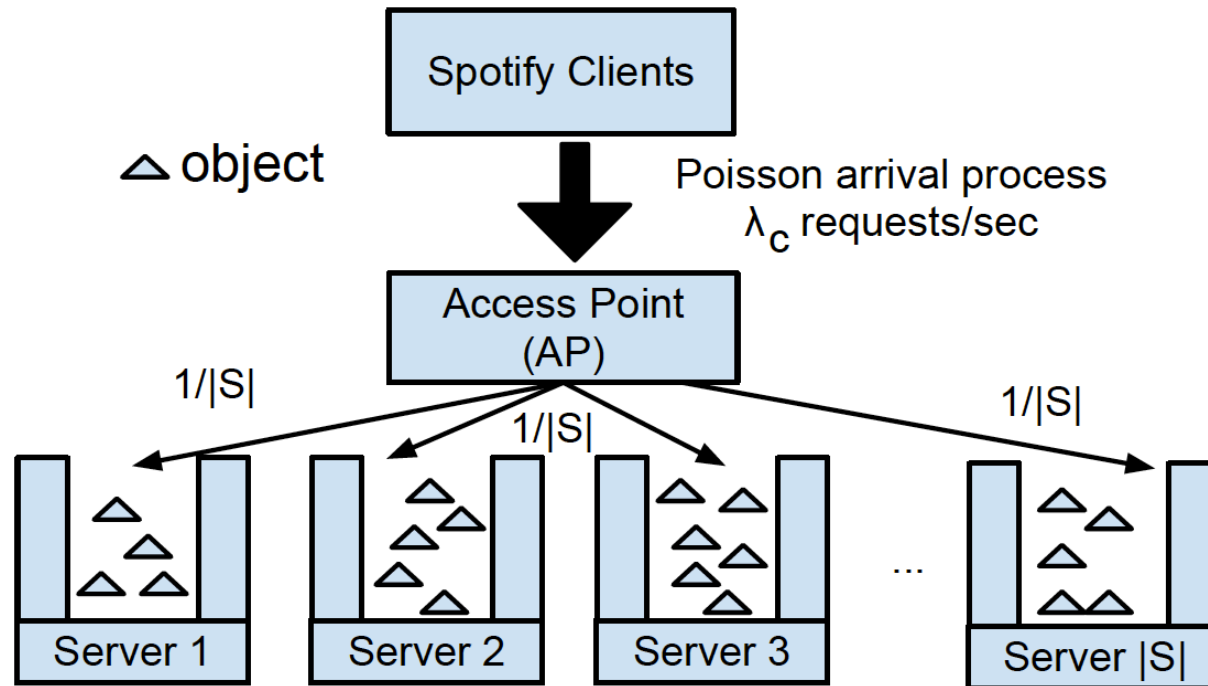 Spotify Clients
object
Poisson arrival process
λc requests/sec
Access Point
(AP)
1/|S|
1/|S|
1/|S|
...
Server 1
Server 2
Server 3
Server |S|